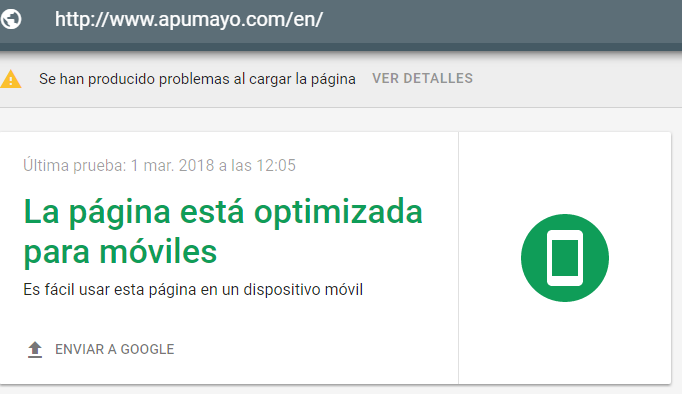 http://www.apumayo.com/en/
Se han producido problemas al cargar la página VER DETALLES
Última prueba: 1 mar. 2018 a las 12:05
La página está optimizada
para móviles
Es fácil usar esta página en un dispositivo móvil
ENVIAR A GOOGLE